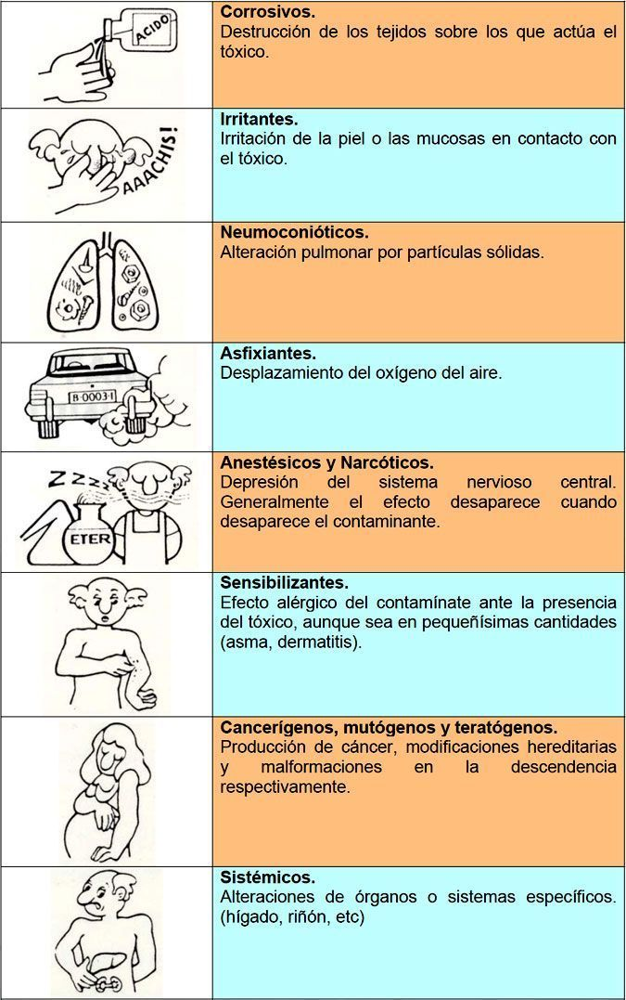 ACIDO
Corrosivos.
Destrucción de los tejidos sobre los que actúa el
tóxico.
AAACHIS!
Irritantes.
Irritación de la piel o las mucosas en contacto con
el tóxico.
Neumoconióticos.
Alteración pulmonar por partículas sólidas.
B-0003-I
Asfixiantes.
Desplazamiento del oxígeno del aire.
ZZZZZ
ETER
Anestésicos y Narcóticos.
Depresión del sistema nervioso central.
Generalmente el efecto desaparece cuando
desaparece el contaminante.
Sensibilizantes.
Efecto alérgico del contamínate ante la presencia
del tóxico, aunque sea en pequeñísimas cantidades
(asma, dermatitis).
Cancerígenos, mutógenos y teratógenos.
Producción de cáncer, modificaciones hereditarias
y malformaciones en la descendencia
respectivamente.
Sistémicos.
Alteraciones de órganos o sistemas específicos.
(hígado, riñón, etc)